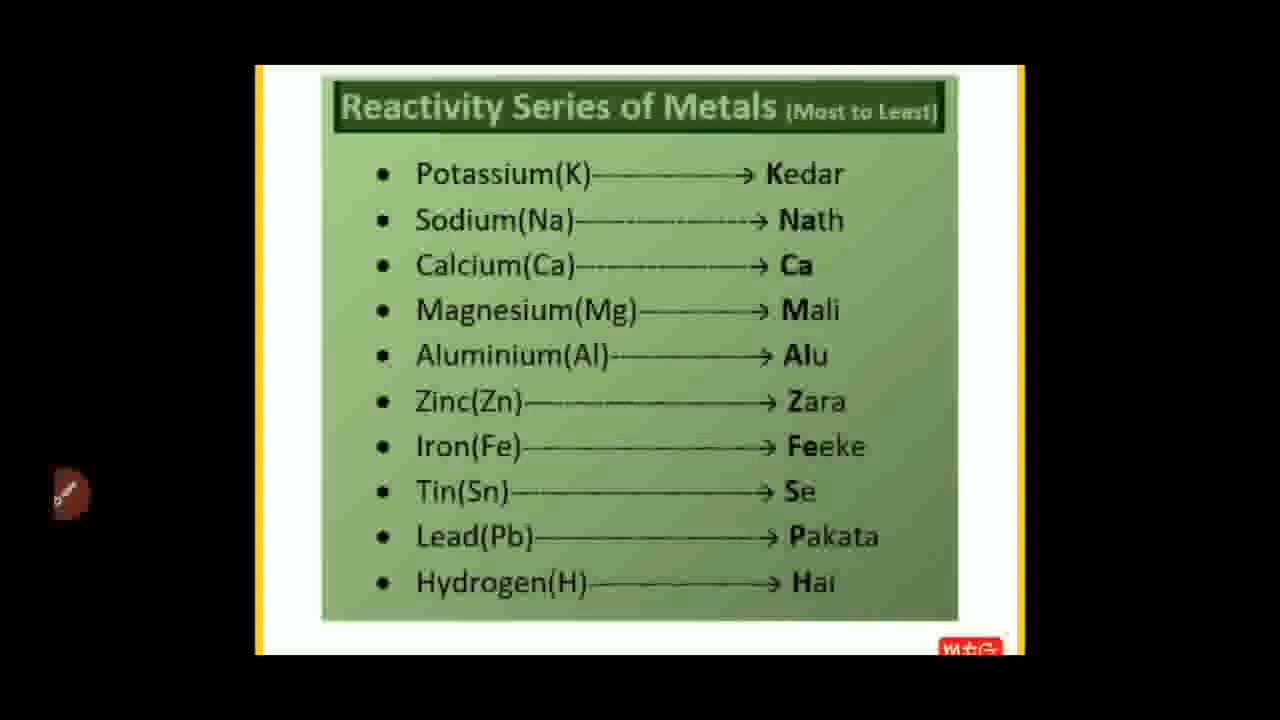 Reactivity Series of Metals (Most to Least)
• Potassium(K)→ Kedar
• Sodium(Na)→ Nath
• Calcium(Ca)→ Ca
• Magnesium(Mg)→ Mali
• Aluminium(Al)→ Alu
• Zinc(Zn)→ Zara
• Iron(Fe)→ Feeke
• Tin(Sn)→ Se
• Lead(Pb)→ Pakata
• Hydrogen(H)→ Hai